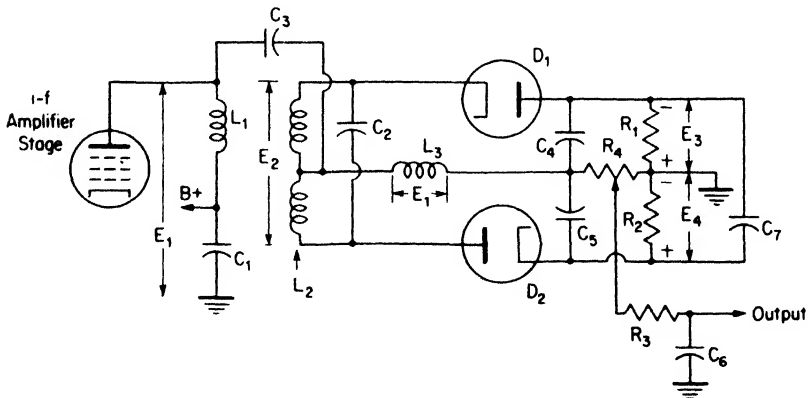 C3
D1
i-f
Amplifier
Stage
L1
C2
L3
E2
E1
C4
R4
R1
E3
B+
E1
C1
L2
D2
C5
R2
E4
C7
R3
Output
C6
−
+
−
+